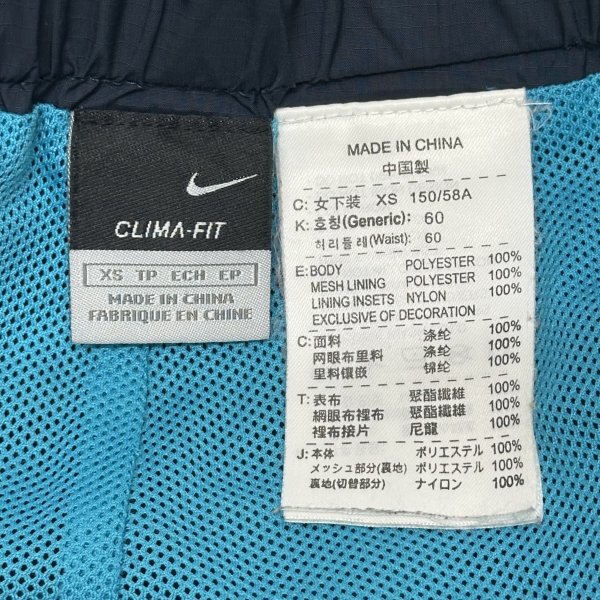 CLIMA-FIT
XS TP ECH EP
MADE IN CHINA
FABRIQUE EN CHINE
MADE IN CHINA
中国製
C: 女下装 XS 150/58A
K: 호칭(Generic): 60
허리둘레(Waist): 60
E: BODY POLYESTER 100%
MESH LINING POLYESTER 100%
LINING INSETS NYLON 100%
EXCLUSIVE OF DECORATION
C: 面料 涤纶 100%
网眼布里料 涤纶 100%
里料镶嵌 锦纶 100%
T: 表布 聚酯纖維 100%
網眼布裡布 聚酯纖維 100%
裡布接片 尼龍 100%
J: 本体 ポリエステル 100%
メッシュ部分(裏地) ポリエステル 100%
裏地(切替部分) ナイロン 100%